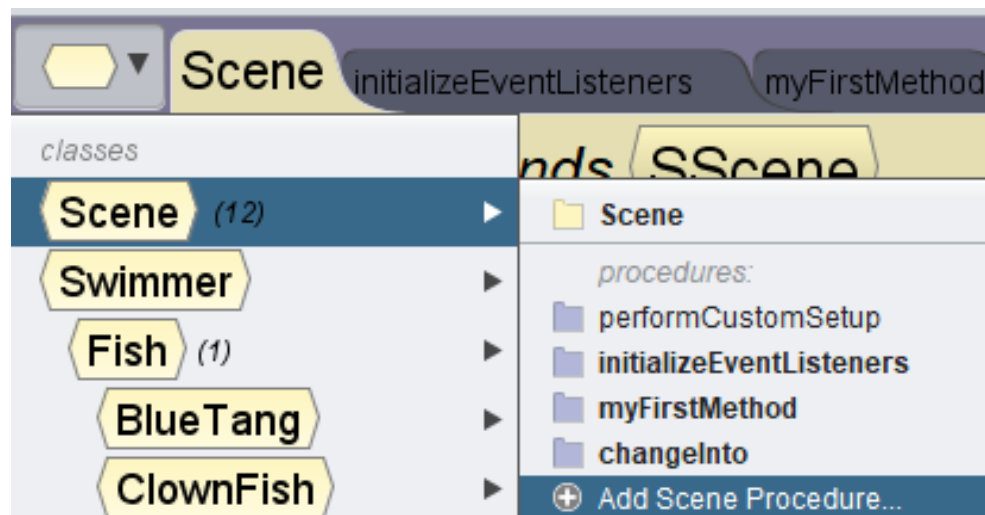 Scene initializeEventListeners myFirstMethod
classes
nds SScene
Scene (12)
Swimmer
Fish (1)
BlueTang
ClownFish
Scene
procedures:
performCustomSetup
initializeEventListeners
myFirstMethod
changeInto
Add Scene Procedure...